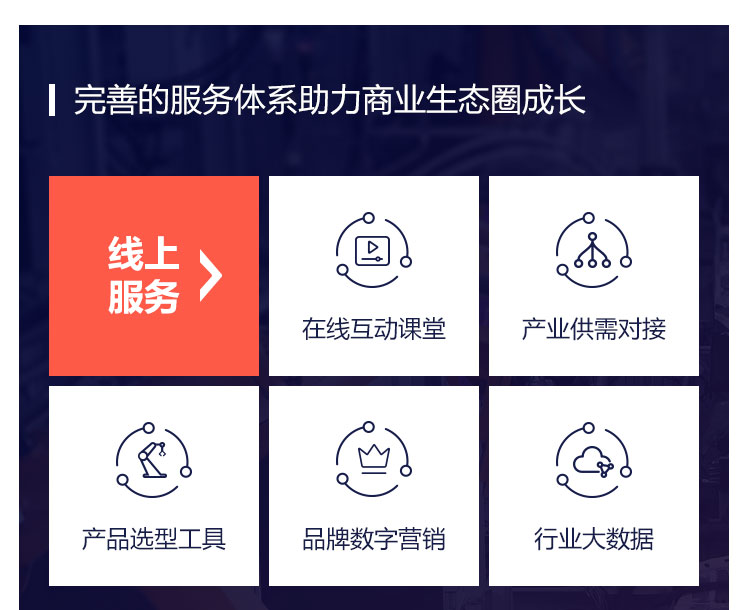 完善的服务体系助力商业生态圈成长
线上
服务
在线互动课堂
产业供需对接
产品选型工具
品牌数字营销
行业大数据